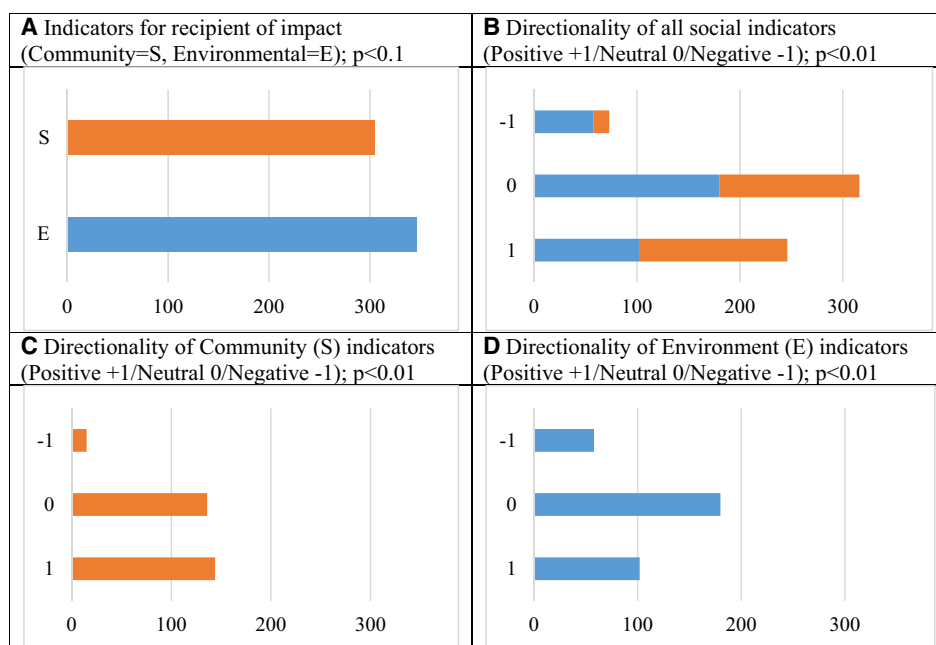 A Indicators for recipient of impact
(Community=S, Environmental=E); p<0.1
S
E
0 100 200 300
B Directionality of all social indicators
(Positive +1/Neutral 0/Negative -1); p<0.01
-1
0
1
0 100 200 300
C Directionality of Community (S) indicators
(Positive +1/Neutral 0/Negative -1); p<0.01
-1
0
1
0 100 200 300
D Directionality of Environment (E) indicators
(Positive +1/Neutral 0/Negative -1); p<0.01
-1
0
1
0 100 200 300